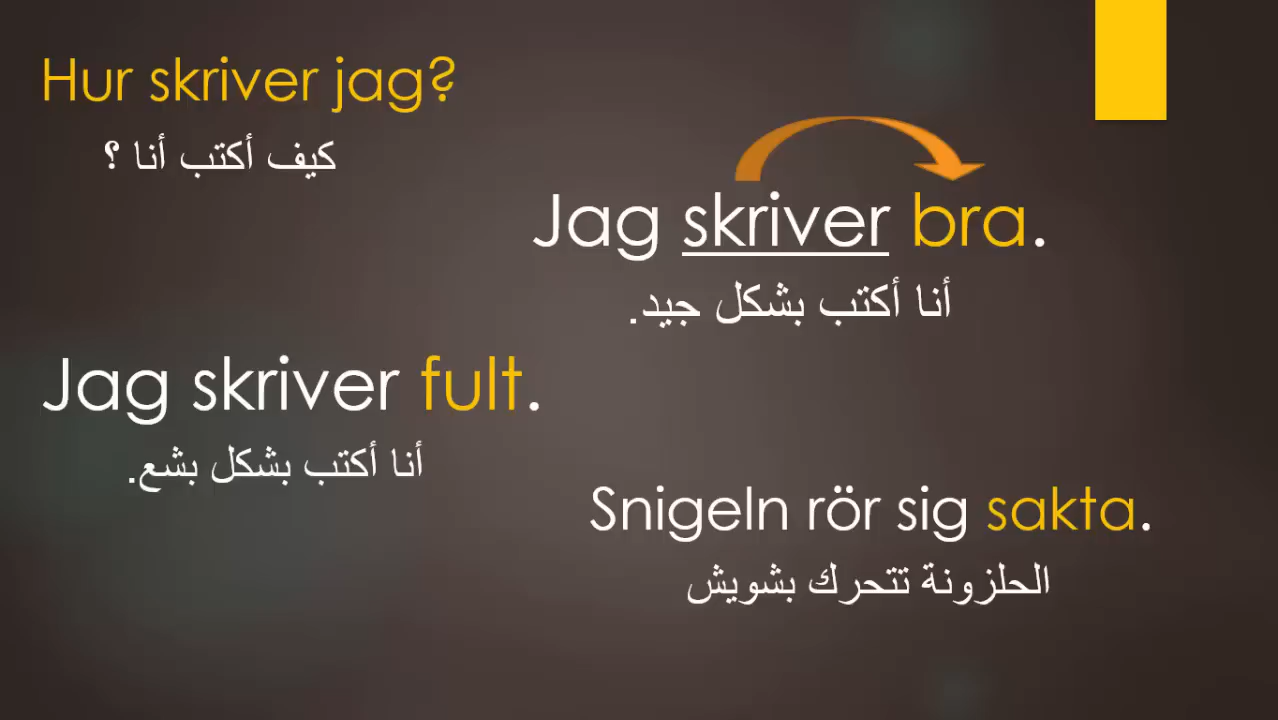 Hur skriver jag?
كيف أكتب أنا ؟
Jag skriver bra.
أنا أكتب بشكل جيد.
Jag skriver fult.
أنا أكتب بشكل بشع.
Snigeln rör sig sakta.
الحلزونة تتحرك بشويش